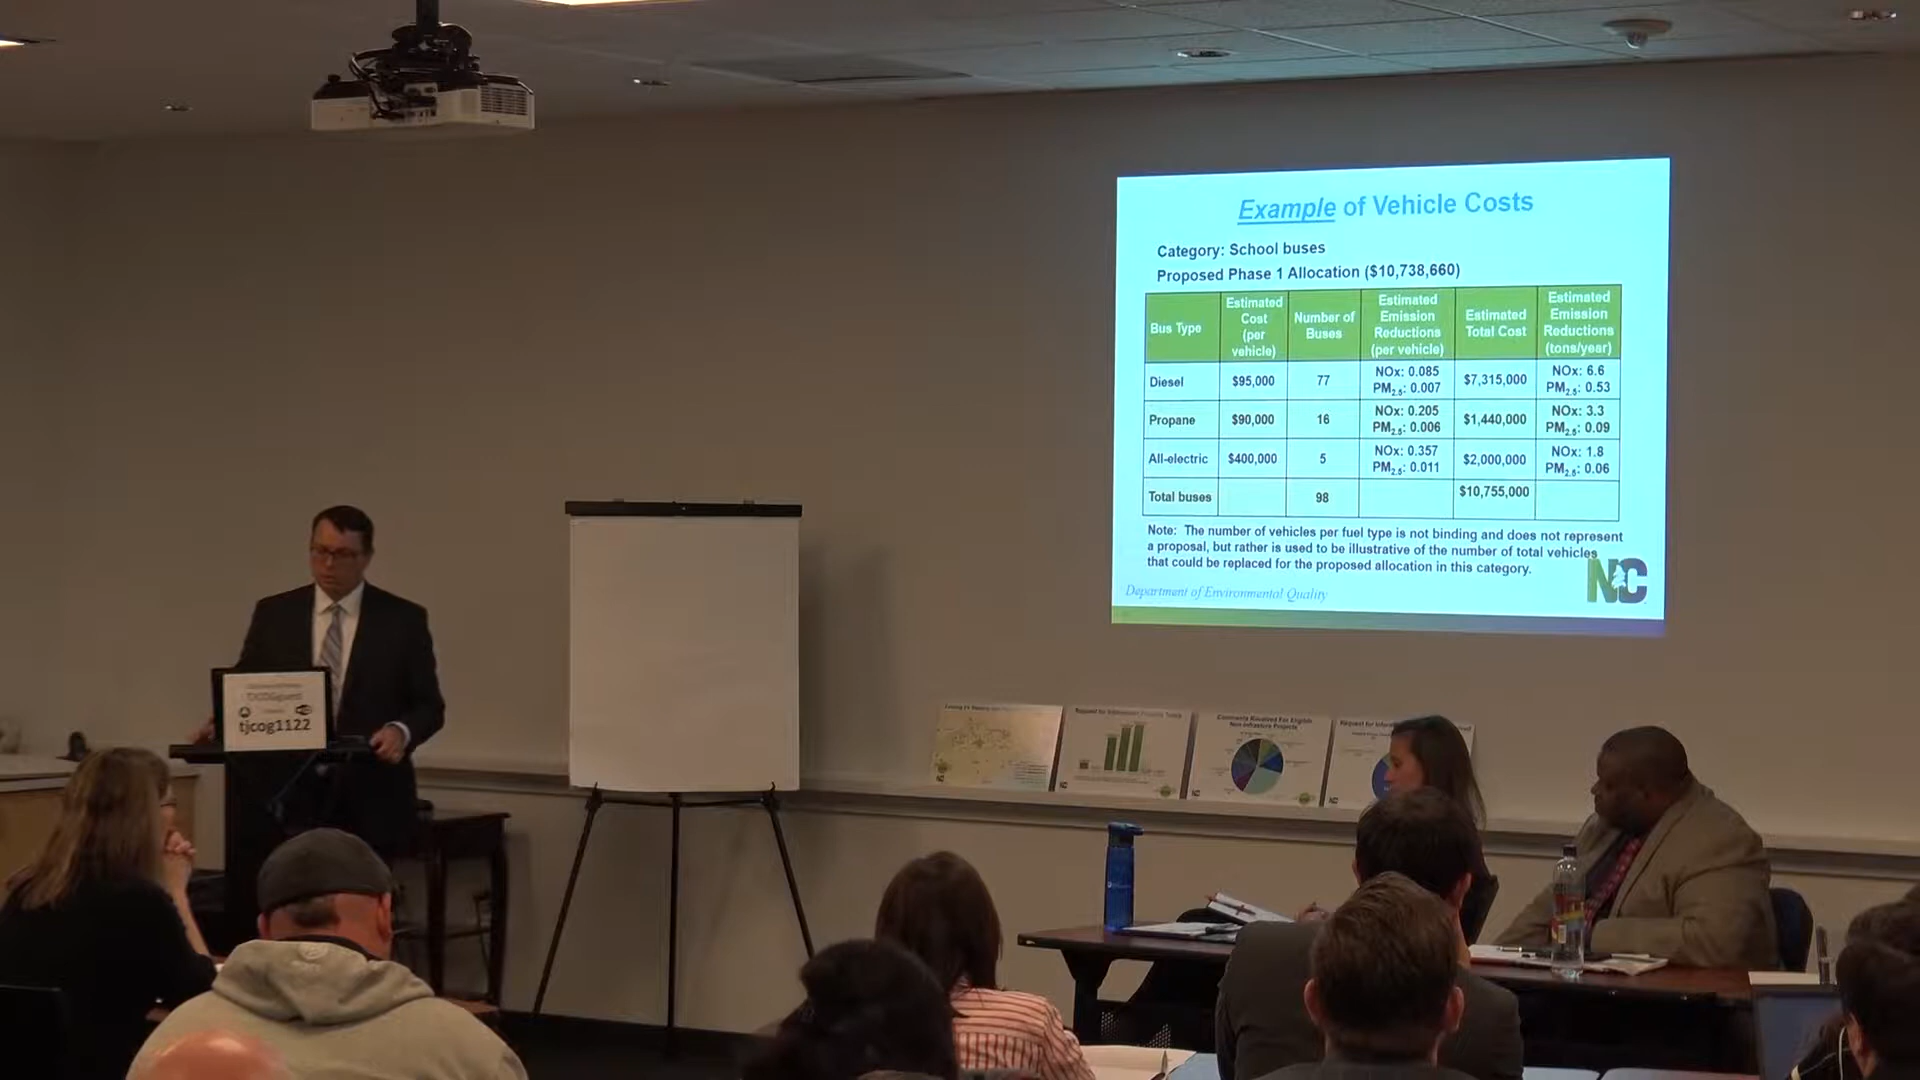 Example of Vehicle Costs
Category: School buses
Proposed Phase 1 Allocation ($10,738,660)
Bus Type
Estimated
Cost
(per
vehicle)
Number of
Buses
Estimated
Emission
Reductions
(per vehicle)
Estimated
Total Cost
Estimated
Emission
Reductions
(tons/year)
Diesel
$95,000
77
NOx: 0.085
PM2.5: 0.007
$7,315,000
NOx: 6.6
PM2.5: 0.53
Propane
$90,000
16
NOx: 0.205
PM2.5: 0.006
$1,440,000
NOx: 3.3
PM2.5: 0.09
All-electric
$400,000
5
NOx: 0.357
PM2.5: 0.011
$2,000,000
NOx: 1.8
PM2.5: 0.06
Total buses
98
$10,755,000
Note: The number of vehicles per fuel type is not binding and does not represent
a proposal, but rather is used to be illustrative of the number of total vehicles
that could be replaced for the proposed allocation in this category.
Department of Environmental Quality
NC
tjcog1122
Comments Received For Eligible